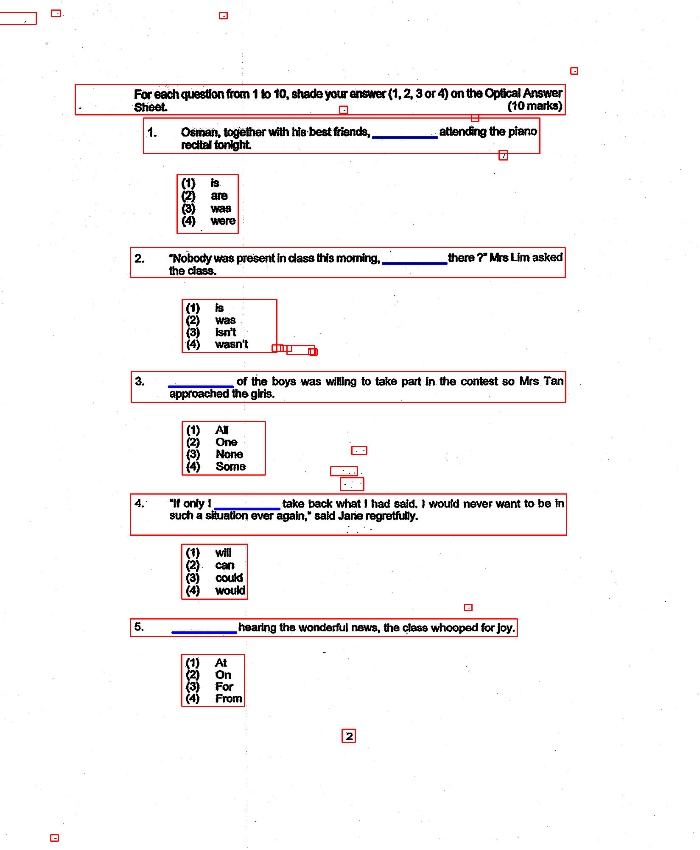 For each question from 1 to 10, shade your answer (1, 2, 3 or 4) on the Optical Answer
Sheet. (10 marks)
1. Osman, together with his best friends, __________ attending the piano
recital tonight.
(1) is
(2) are
(3) was
(4) were
2. "Nobody was present in class this morning, __________ there ?" Mrs Lim asked
the class.
(1) is
(2) was
(3) isn't
(4) wasn't
3. __________ of the boys was willing to take part in the contest so Mrs Tan
approached the girls.
(1) All
(2) One
(3) None
(4) Some
4. "If only I __________ take back what I had said. I would never want to be in
such a situation ever again," said Jane regretfully.
(1) will
(2) can
(3) could
(4) would
5. __________ hearing the wonderful news, the class whooped for joy.
(1) At
(2) On
(3) For
(4) From
2